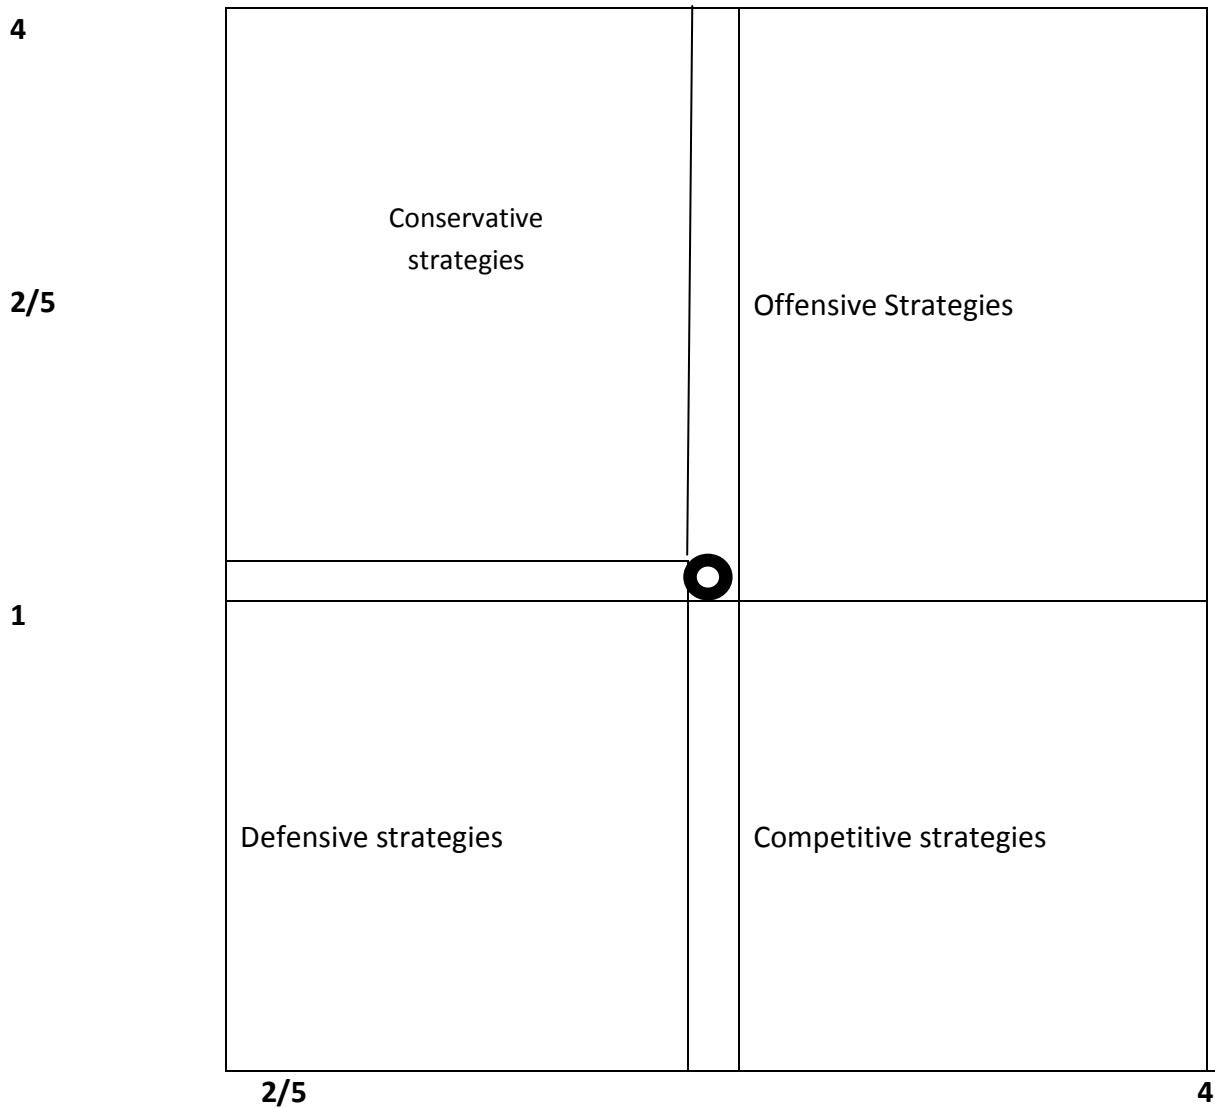 4
Conservative
strategies
2/5
Offensive Strategies
1
Defensive strategies
Competitive strategies
2/5
4